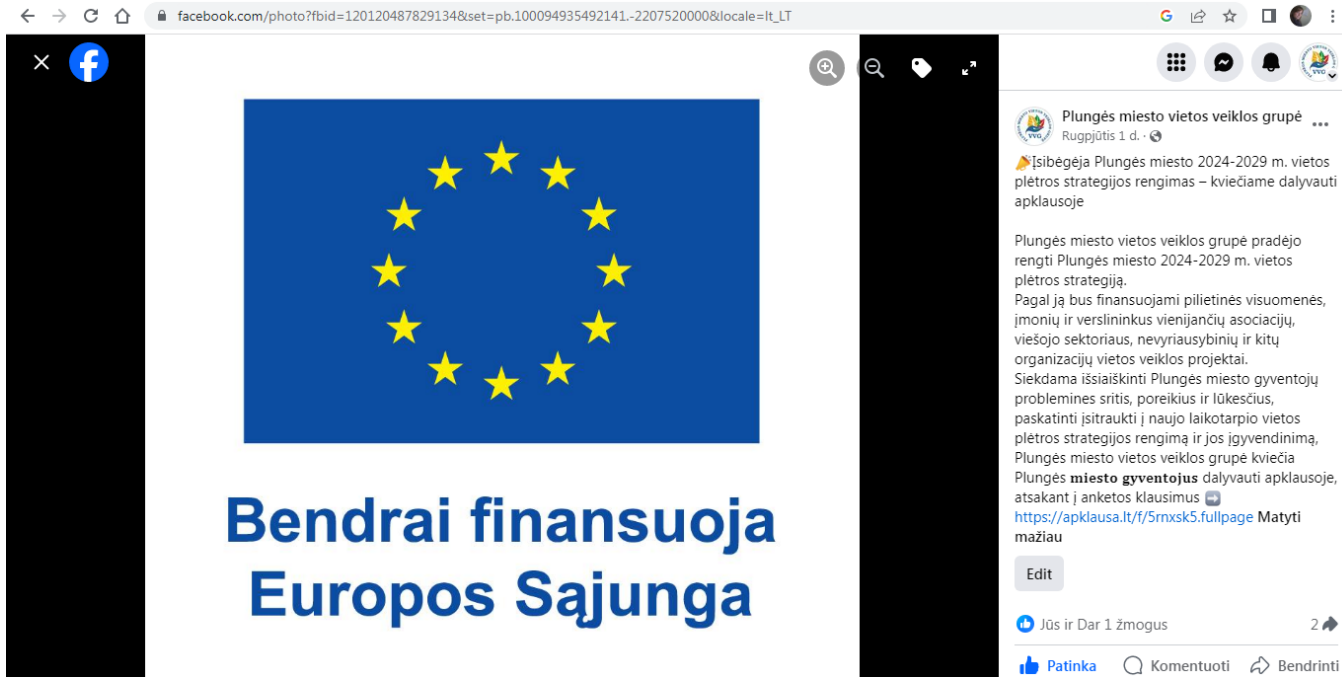 facebook.com/photo?fbid=120120487829134&set=pb.100094935492141.-2207520000&locale=lt_LT
Bendrai finansuoja
Europos Sąjunga
Plungės miesto vietos veiklos grupė
Rugpjūtis 1 d. ·
Įsibėgėja Plungės miesto 2024-2029 m. vietos
plėtros strategijos rengimas – kviečiame dalyvauti
apklausoje
Plungės miesto vietos veiklos grupė pradėjo
rengti Plungės miesto 2024-2029 m. vietos
plėtros strategiją.
Pagal ją bus finansuojami pilietinės visuomenės,
įmonių ir verslininkus vienijančių asociacijų,
viešojo sektoriaus, nevyriausybinių ir kitų
organizacijų vietos veiklos projektai.
Siekdama išsiaiškinti Plungės miesto gyventojų
problemines sritis, poreikius ir lūkesčius,
paskatinti įsitraukti į naujo laikotarpio vietos
plėtros strategijos rengimą ir jos įgyvendinimą,
Plungės miesto vietos veiklos grupė kviečia
Plungės miesto gyventojus dalyvauti apklausoje,
atsakant į anketos klausimus
https://apklausa.lt/f/5rnxsk5.fullpage Matyti
mažiau
Edit
Jūs ir Dar 1 žmogus 2
Patinka Komentuoti Bendrinti